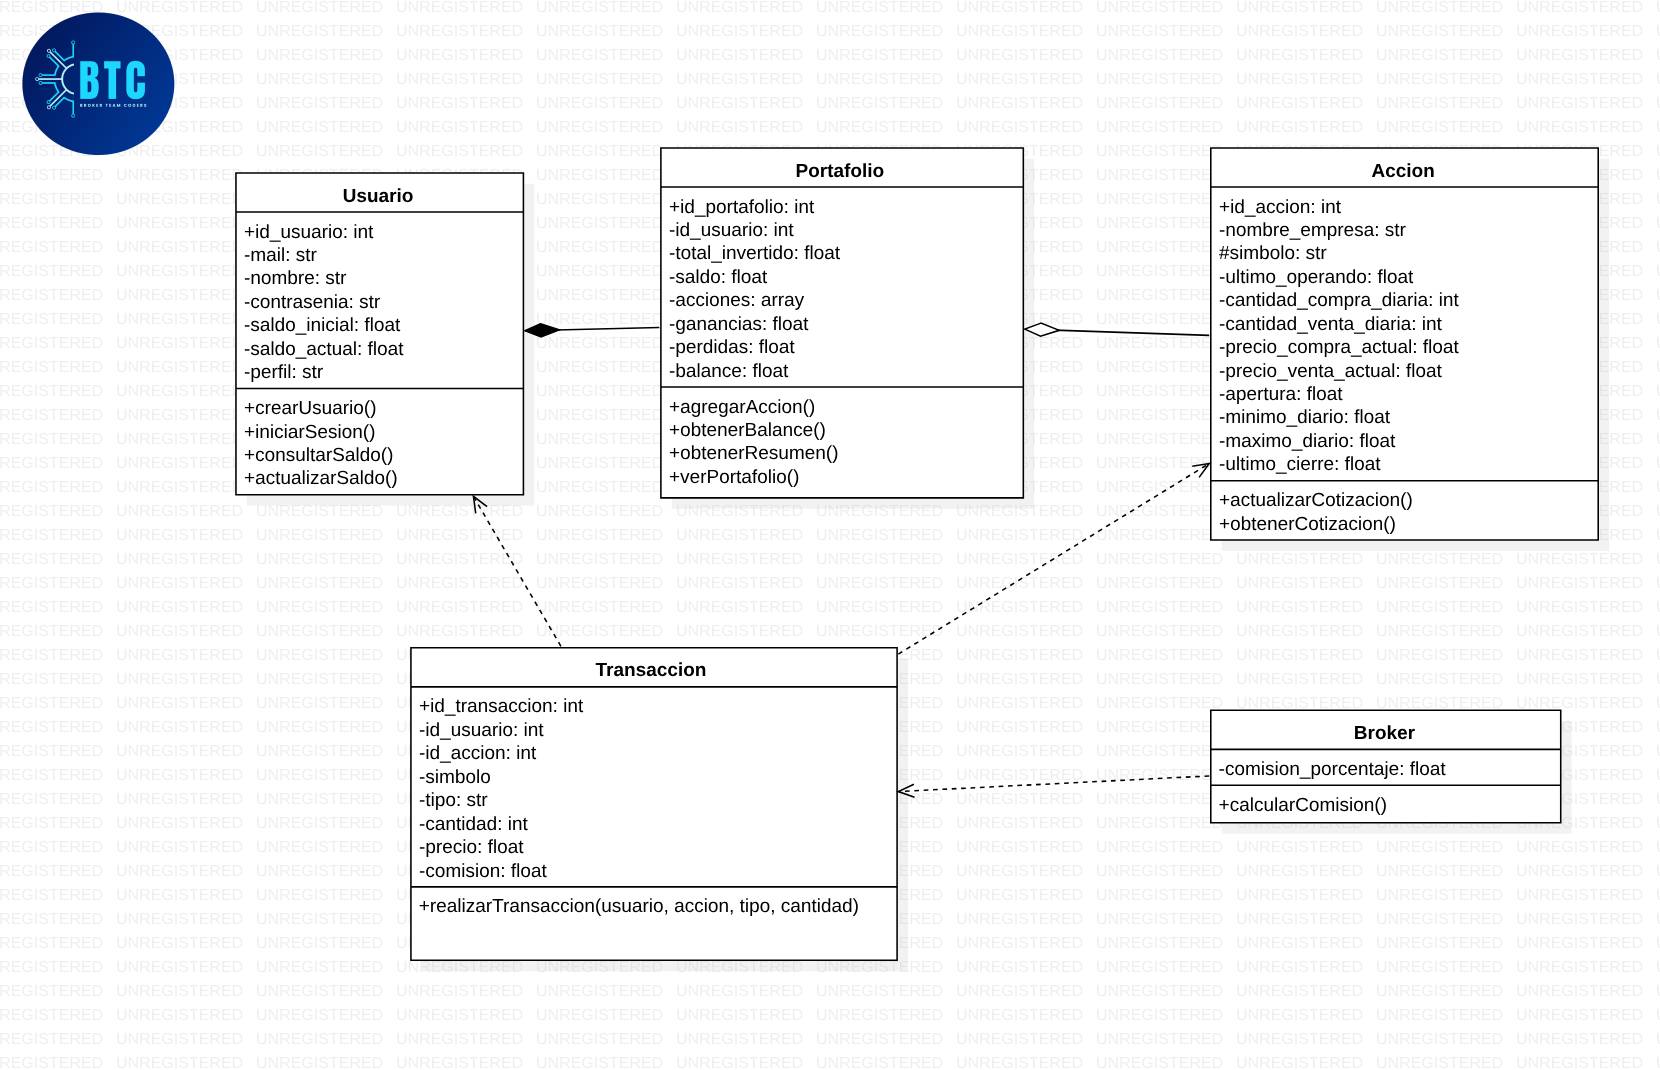 BTC
BROKER TEAM CODERS
Usuario
+id_usuario: int
-mail: str
-nombre: str
-contrasenia: str
-saldo_inicial: float
-saldo_actual: float
-perfil: str
+crearUsuario()
+iniciarSesion()
+consultarSaldo()
+actualizarSaldo()
Portafolio
+id_portafolio: int
-id_usuario: int
-total_invertido: float
-saldo: float
-acciones: array
-ganancias: float
-perdidas: float
-balance: float
+agregarAccion()
+obtenerBalance()
+obtenerResumen()
+verPortafolio()
Accion
+id_accion: int
-nombre_empresa: str
#simbolo: str
-ultimo_operando: float
-cantidad_compra_diaria: int
-cantidad_venta_diaria: int
-precio_compra_actual: float
-precio_venta_actual: float
-apertura: float
-minimo_diario: float
-maximo_diario: float
-ultimo_cierre: float
+actualizarCotizacion()
+obtenerCotizacion()
Transaccion
+id_transaccion: int
-id_usuario: int
-id_accion: int
-simbolo
-tipo: str
-cantidad: int
-precio: float
-comision: float
+realizarTransaccion(usuario, accion, tipo, cantidad)
Broker
-comision_porcentaje: float
+calcularComision()
UNREGISTERED